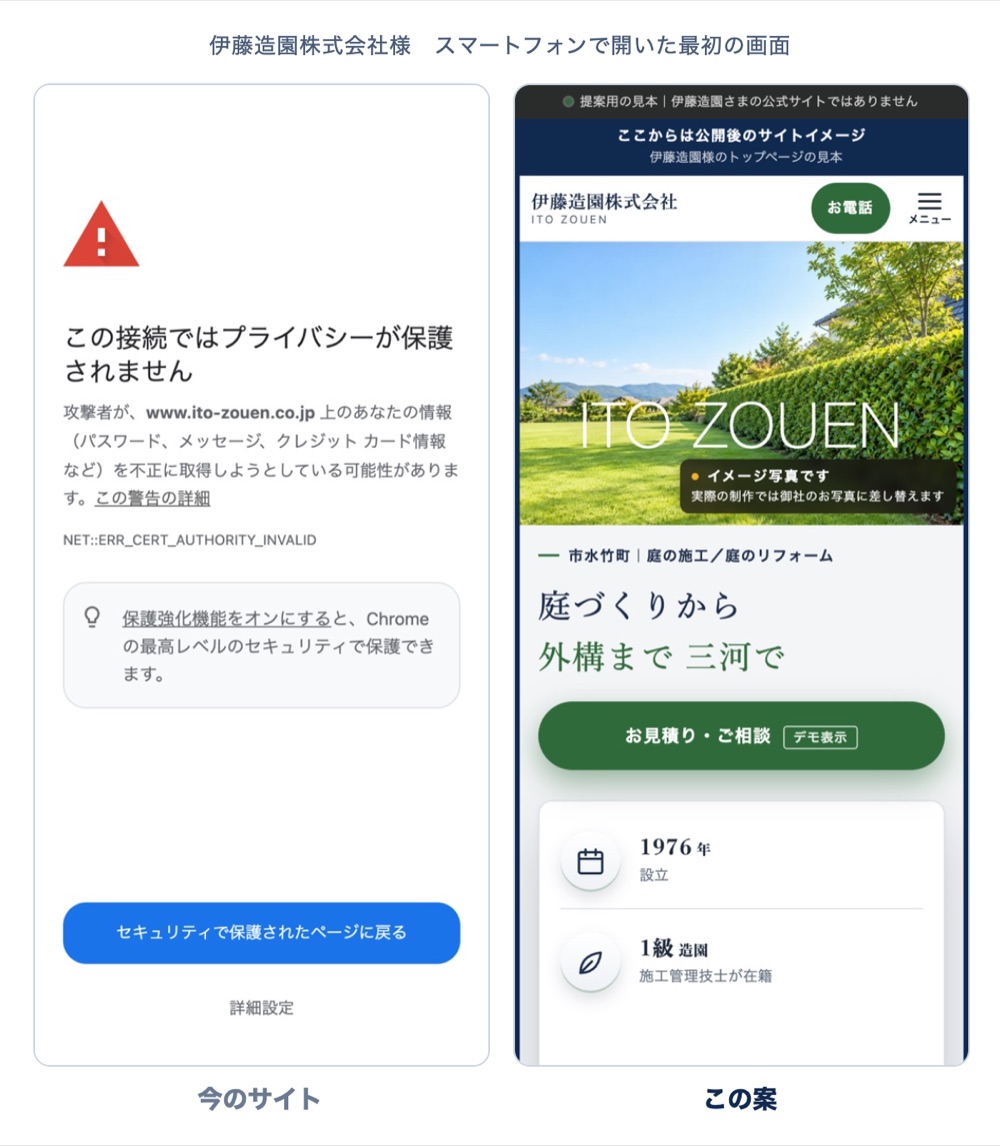 伊藤造園株式会社様　スマートフォンで開いた最初の画面
この接続ではプライバシーが保護
されません
攻撃者が、www.ito-zouen.co.jp 上のあなたの情報
（パスワード、メッセージ、クレジット カード情報
など）を不正に取得しようとしている可能性がありま
す。この警告の詳細
NET::ERR_CERT_AUTHORITY_INVALID
保護強化機能をオンにすると、Chrome
の最高レベルのセキュリティで保護でき
ます。
セキュリティで保護されたページに戻る
詳細設定
今のサイト
提案用の見本｜伊藤造園さまの公式サイトではありません
ここからは公開後のサイトイメージ
伊藤造園様のトップページの見本
伊藤造園株式会社
ITO ZOUEN
お電話
メニュー
ITO ZOUEN
イメージ写真です
実際の制作では御社のお写真に差し替えます
市水竹町｜庭の施工／庭のリフォーム
庭づくりから
外構まで 三河で
お見積り・ご相談 デモ表示
1976 年
設立
1級 造園
施工管理技士が在籍
この案